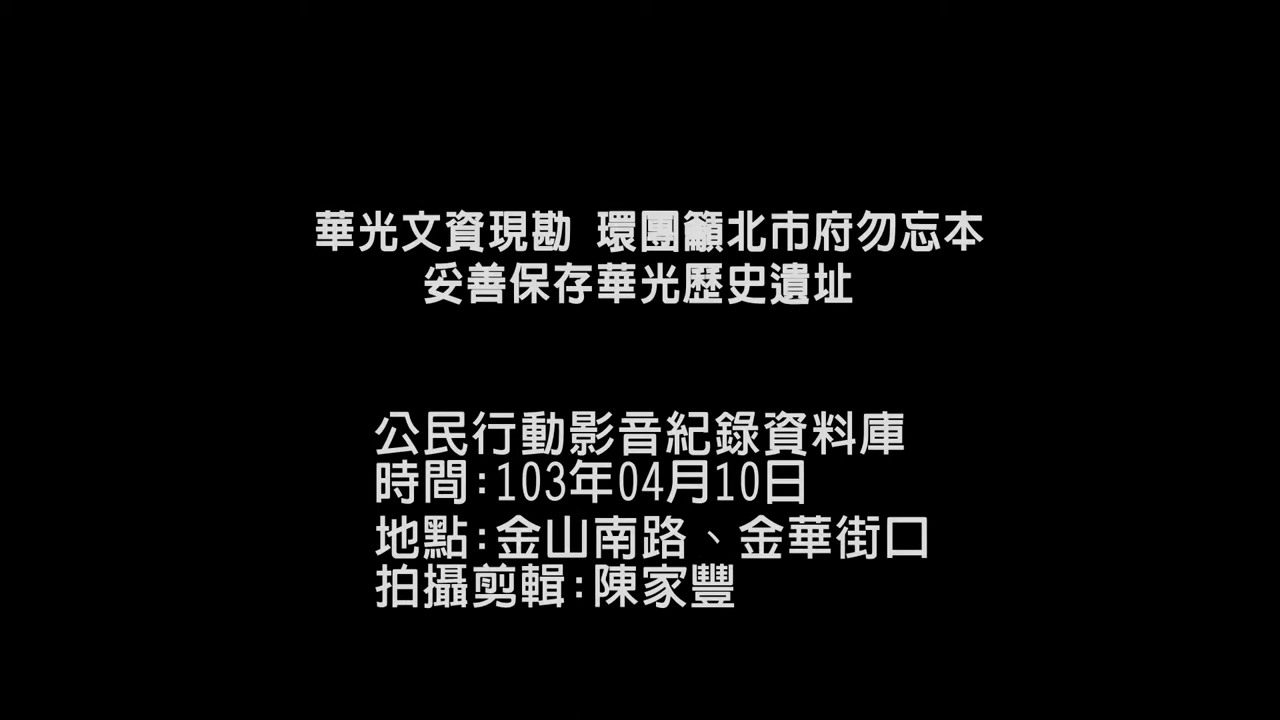 華光文資現勘 環團籲北市府勿忘本
妥善保存華光歷史遺址
公民行動影音紀錄資料庫
時間:103年04月10日
地點:金山南路、金華街口
拍攝剪輯:陳家豐